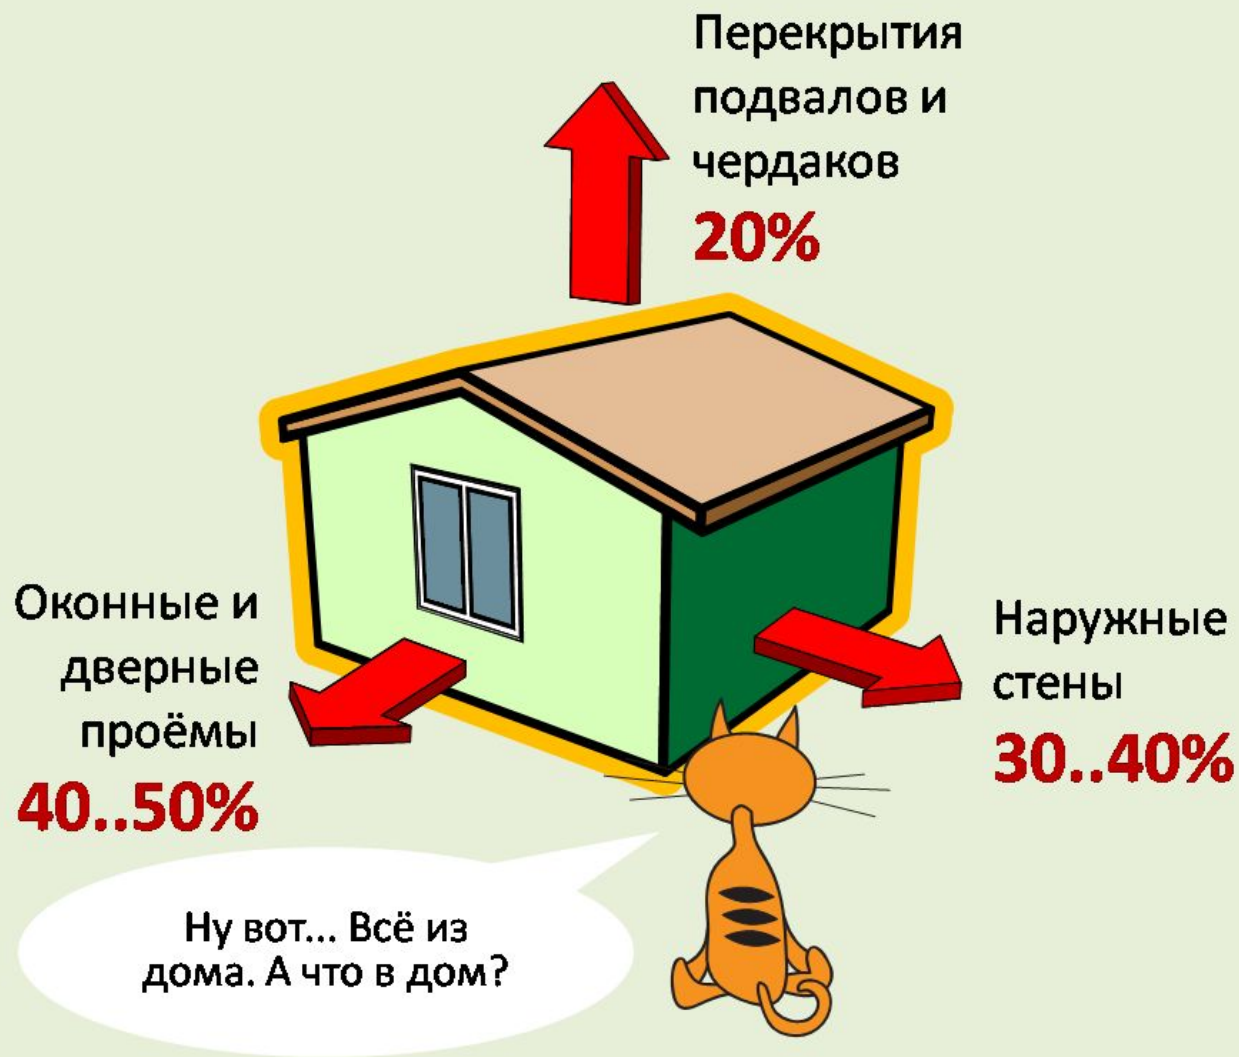 Перекрытия
подвалов и
чердаков
20%
Оконные и
дверные
проёмы
40..50%
Наружные
стены
30..40%
Ну вот... Всё из
дома. А что в дом?